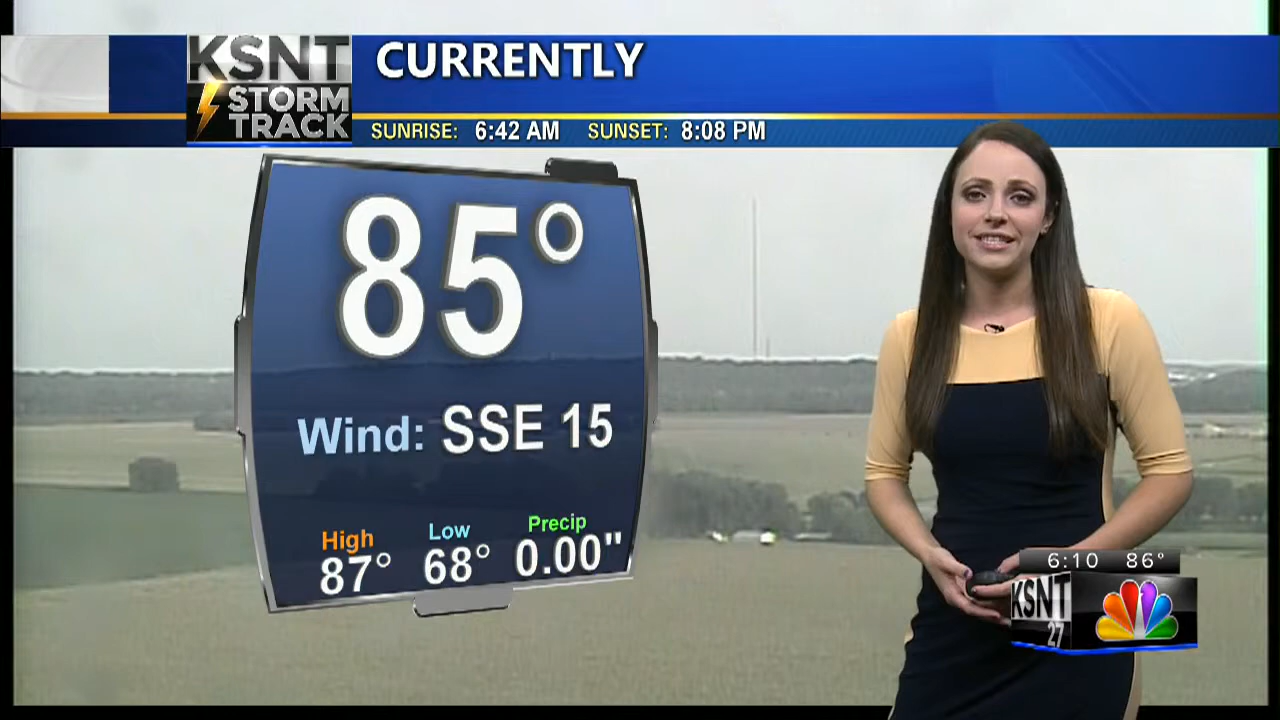 KSNT
STORM
TRACK
CURRENTLY
SUNRISE: 6:42 AM SUNSET: 8:08 PM
85°
Wind: SSE 15
High Low Precip
87° 68° 0.00"
6:10 86°
KSNT
27